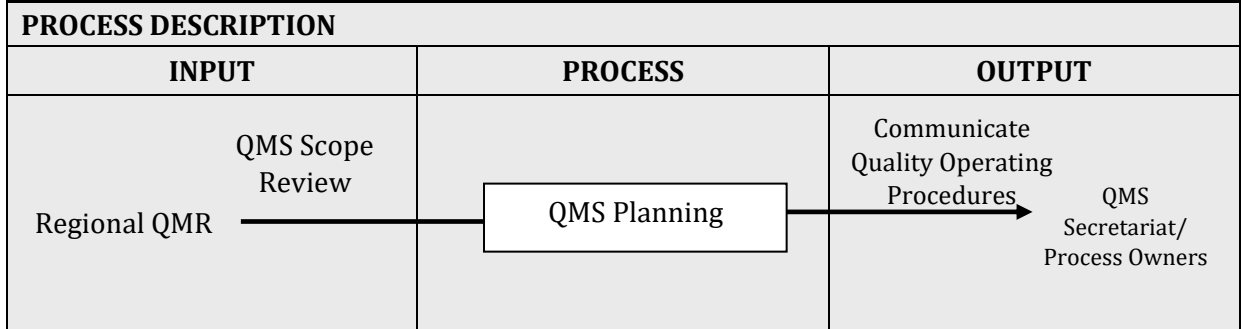 PROCESS DESCRIPTION
INPUT
PROCESS
OUTPUT
QMS Scope
Review
Regional QMR
QMS Planning
Communicate
Quality Operating
Procedures
QMS
Secretariat/
Process Owners